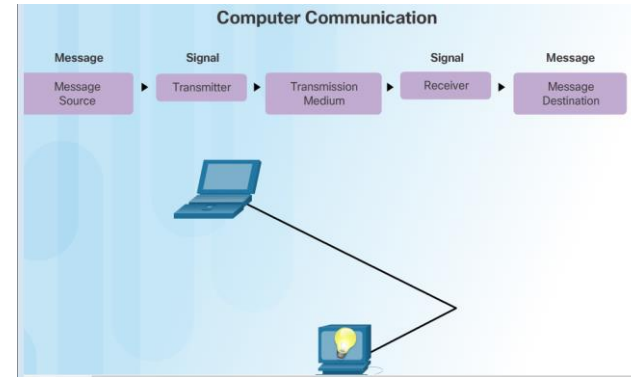 Computer Communication
Message
Signal
Signal
Message
Message
Source
Transmitter
Transmission
Medium
Receiver
Message
Destination